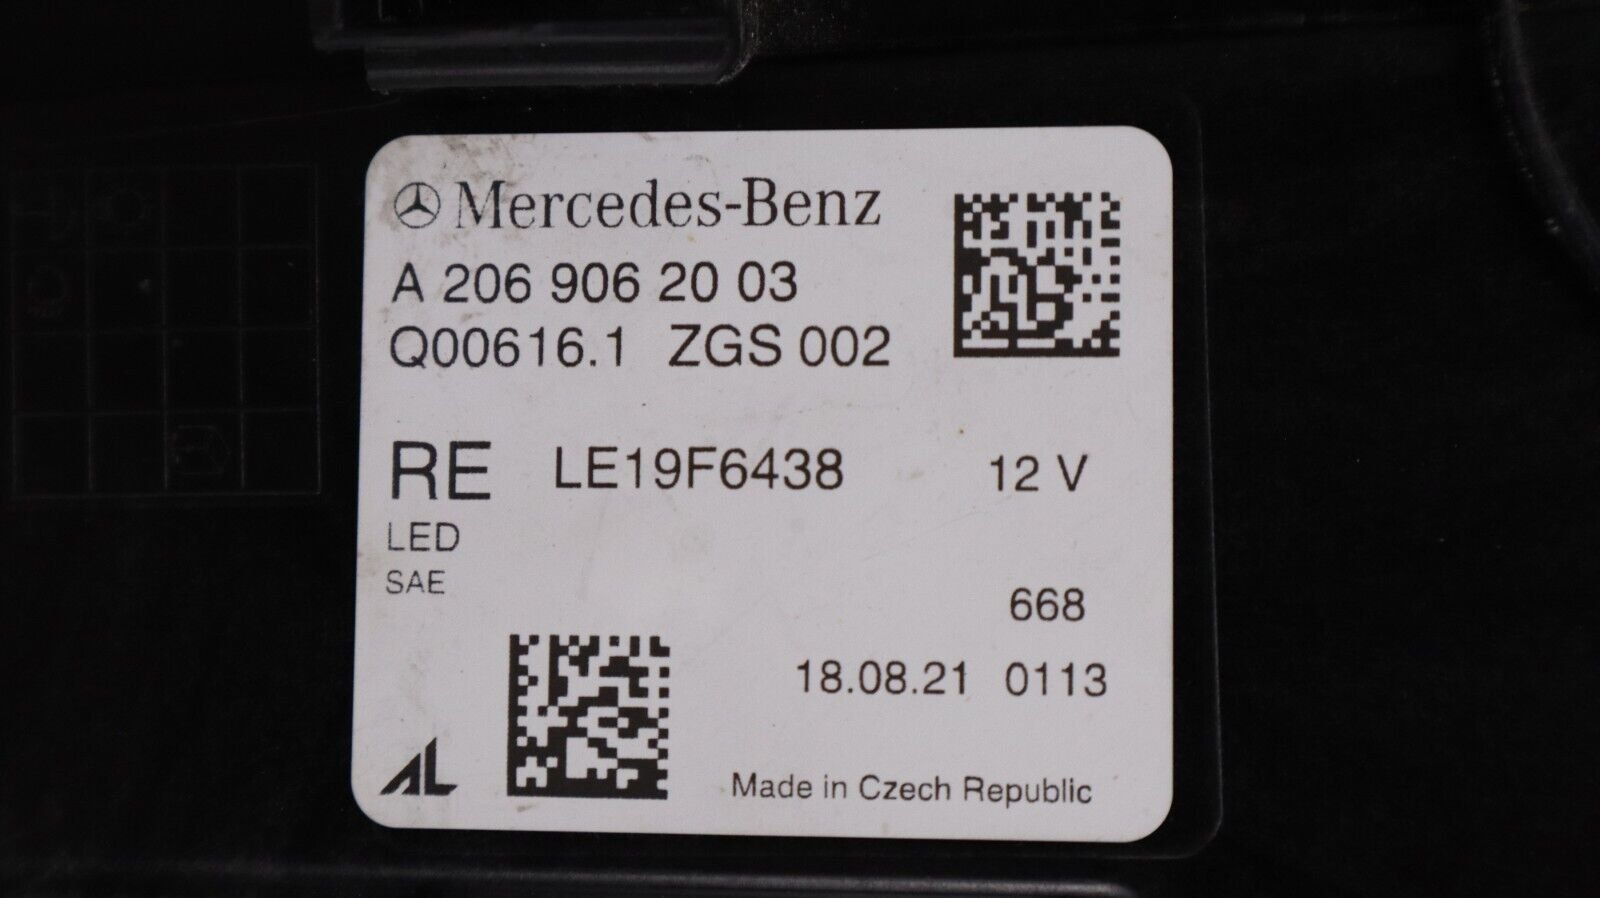 Mercedes-Benz
A 206 906 20 03
Q00616.1 ZGS 002
RE LE19F6438 12 V
LED
SAE
668
18.08.21 0113
AL
Made in Czech Republic